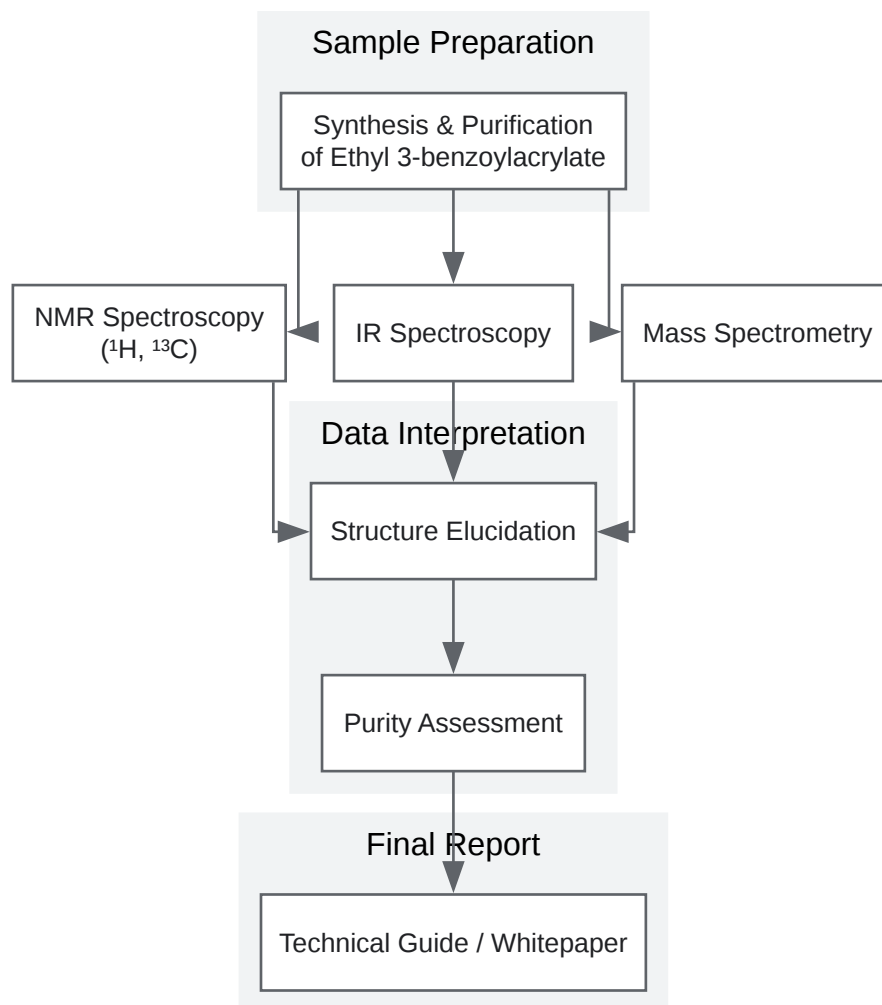 Sample Preparation
Synthesis & Purification
of Ethyl 3-benzoylacrylate
NMR Spectroscopy
(¹H, ¹³C)
IR Spectroscopy
Mass Spectrometry
Data Interpretation
Structure Elucidation
Purity Assessment
Final Report
Technical Guide / Whitepaper